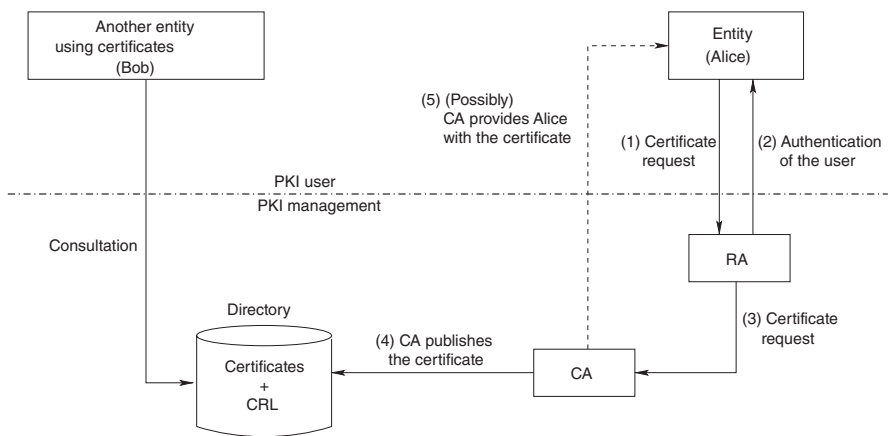 Another entity
using certificates
(Bob)
Entity
(Alice)
(5) (Possibly)
CA provides Alice
with the certificate
(1) Certificate
request
(2) Authentication
of the user
PKI user
PKI management
Consultation
RA
Directory
(3) Certificate
request
(4) CA publishes
the certificate
Certificates
+
CRL
CA